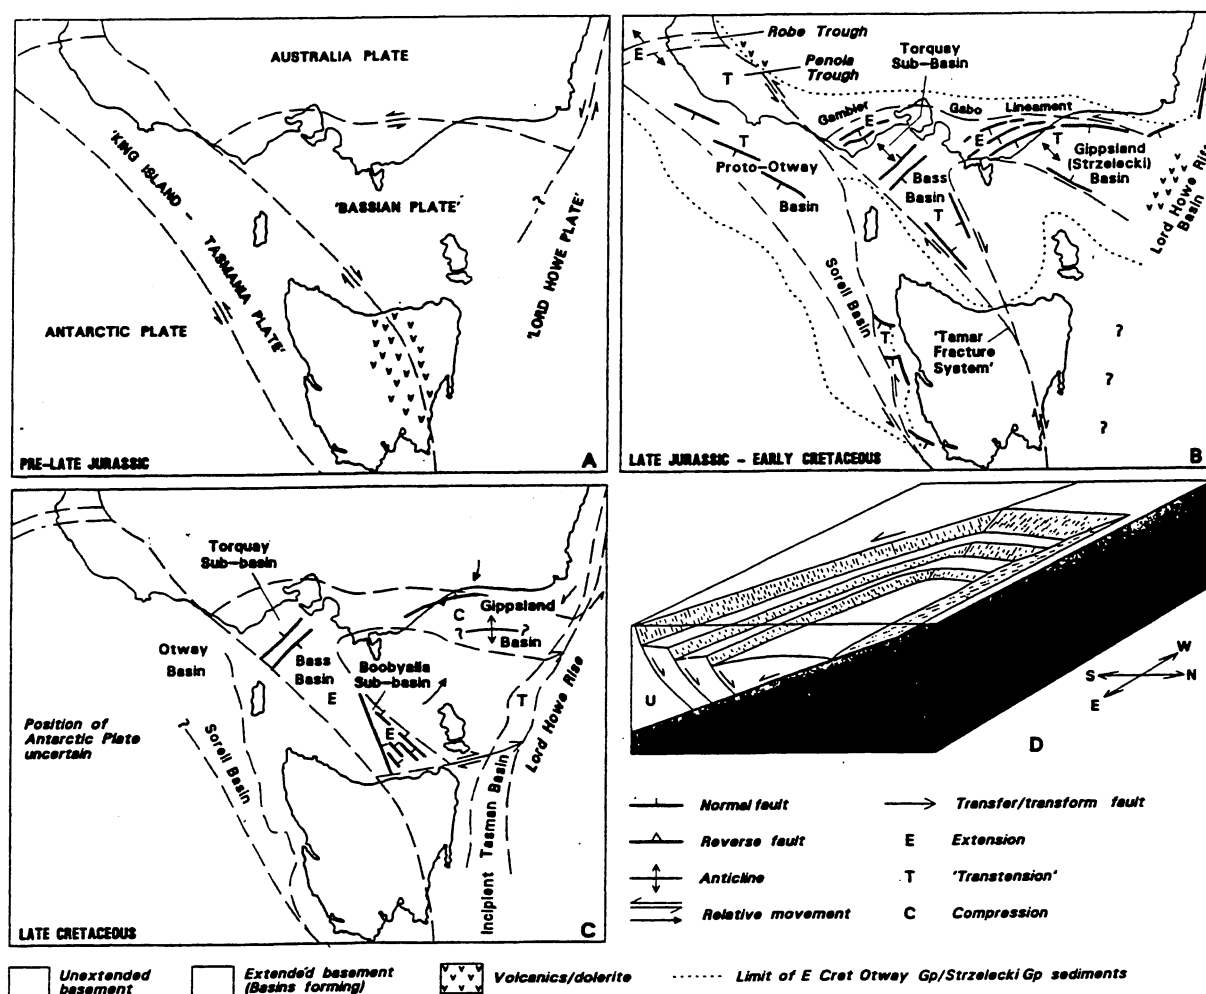 AUSTRALIA PLATE
'KING ISLAND -
TASMANIA PLATE'
'BASSIAN PLATE'
?
'LORD HOWE PLATE'
ANTARCTIC PLATE
PRE-LATE JURASSIC
A
Robe Trough
E
Penola
Trough
T
Torquay
Sub-Basin
Gambier
Gabo
Lineament
E
E
T
T
Proto-Otway
Basin
Bass
Basin
T
Gippsland
(Strzelecki)
Basin
Lord Howe Rise
Basin
Sorell Basin
T
'Tamar
Fracture
System'
?
?
?
LATE JURASSIC - EARLY CRETACEOUS
B
Torquay
Sub-basin
C
Gippsland
? ?
Basin
Otway
Basin
Bass
Basin
E
Boobyalla
Sub-basin
E
T
Lord Howe Rise
Position of
Antarctic Plate
uncertain
?
Sorell Basin
Incipient Tasman Basin
LATE CRETACEOUS
C
U
W
S
N
E
D
Normal fault
Transfer/transform fault
Reverse fault
E Extension
Anticline
T 'Transtension'
Relative movement
C Compression
Unextended
basement
Extended basement
(Basins forming)
Volcanics/dolerite
Limit of E Cret Otway Gp/Strzelecki Gp sediments